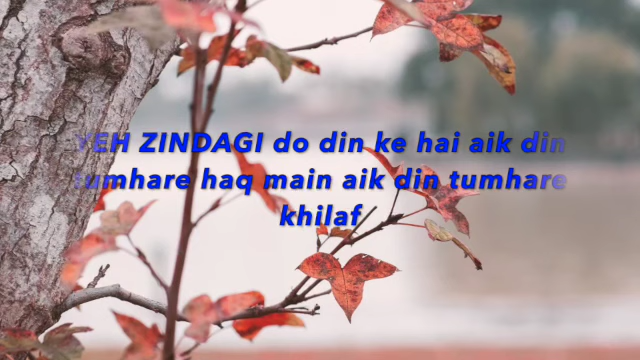 YEH ZINDAGI do din ke hai aik din
tumhare haq main aik din tumhare
khilaf